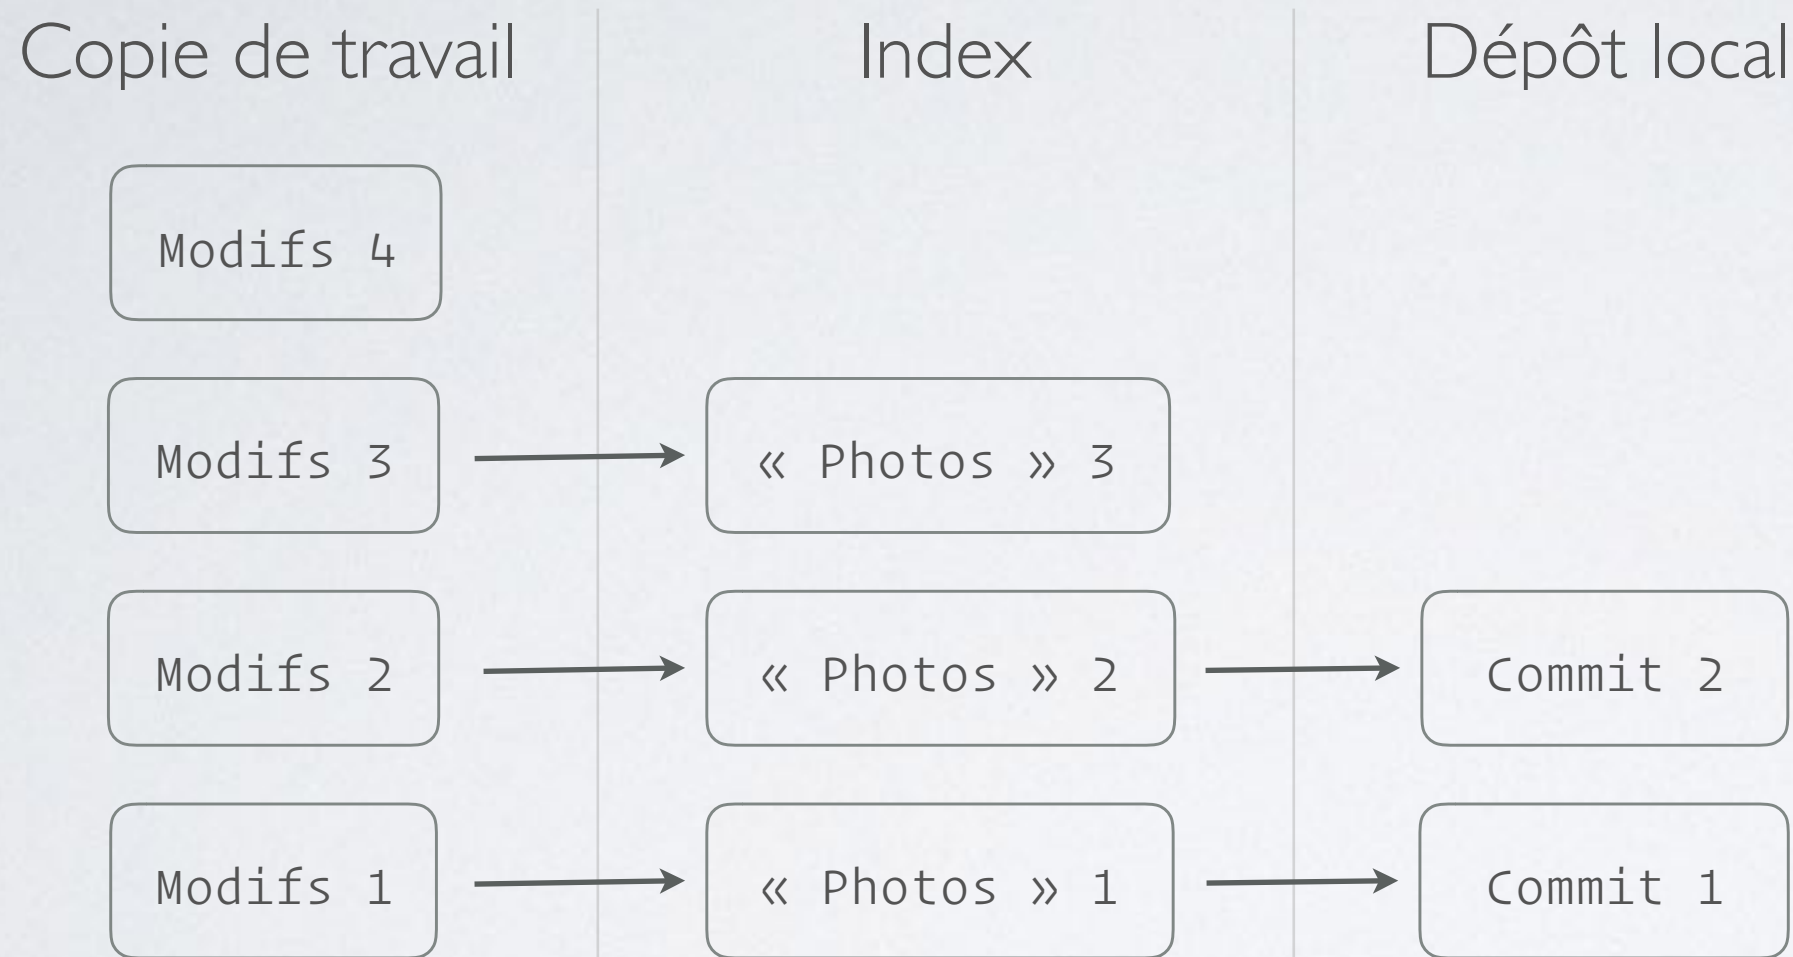 Copie de travail Index Dépôt local
Modifs 4
Modifs 3 « Photos » 3
Modifs 2 « Photos » 2 Commit 2
Modifs 1 « Photos » 1 Commit 1